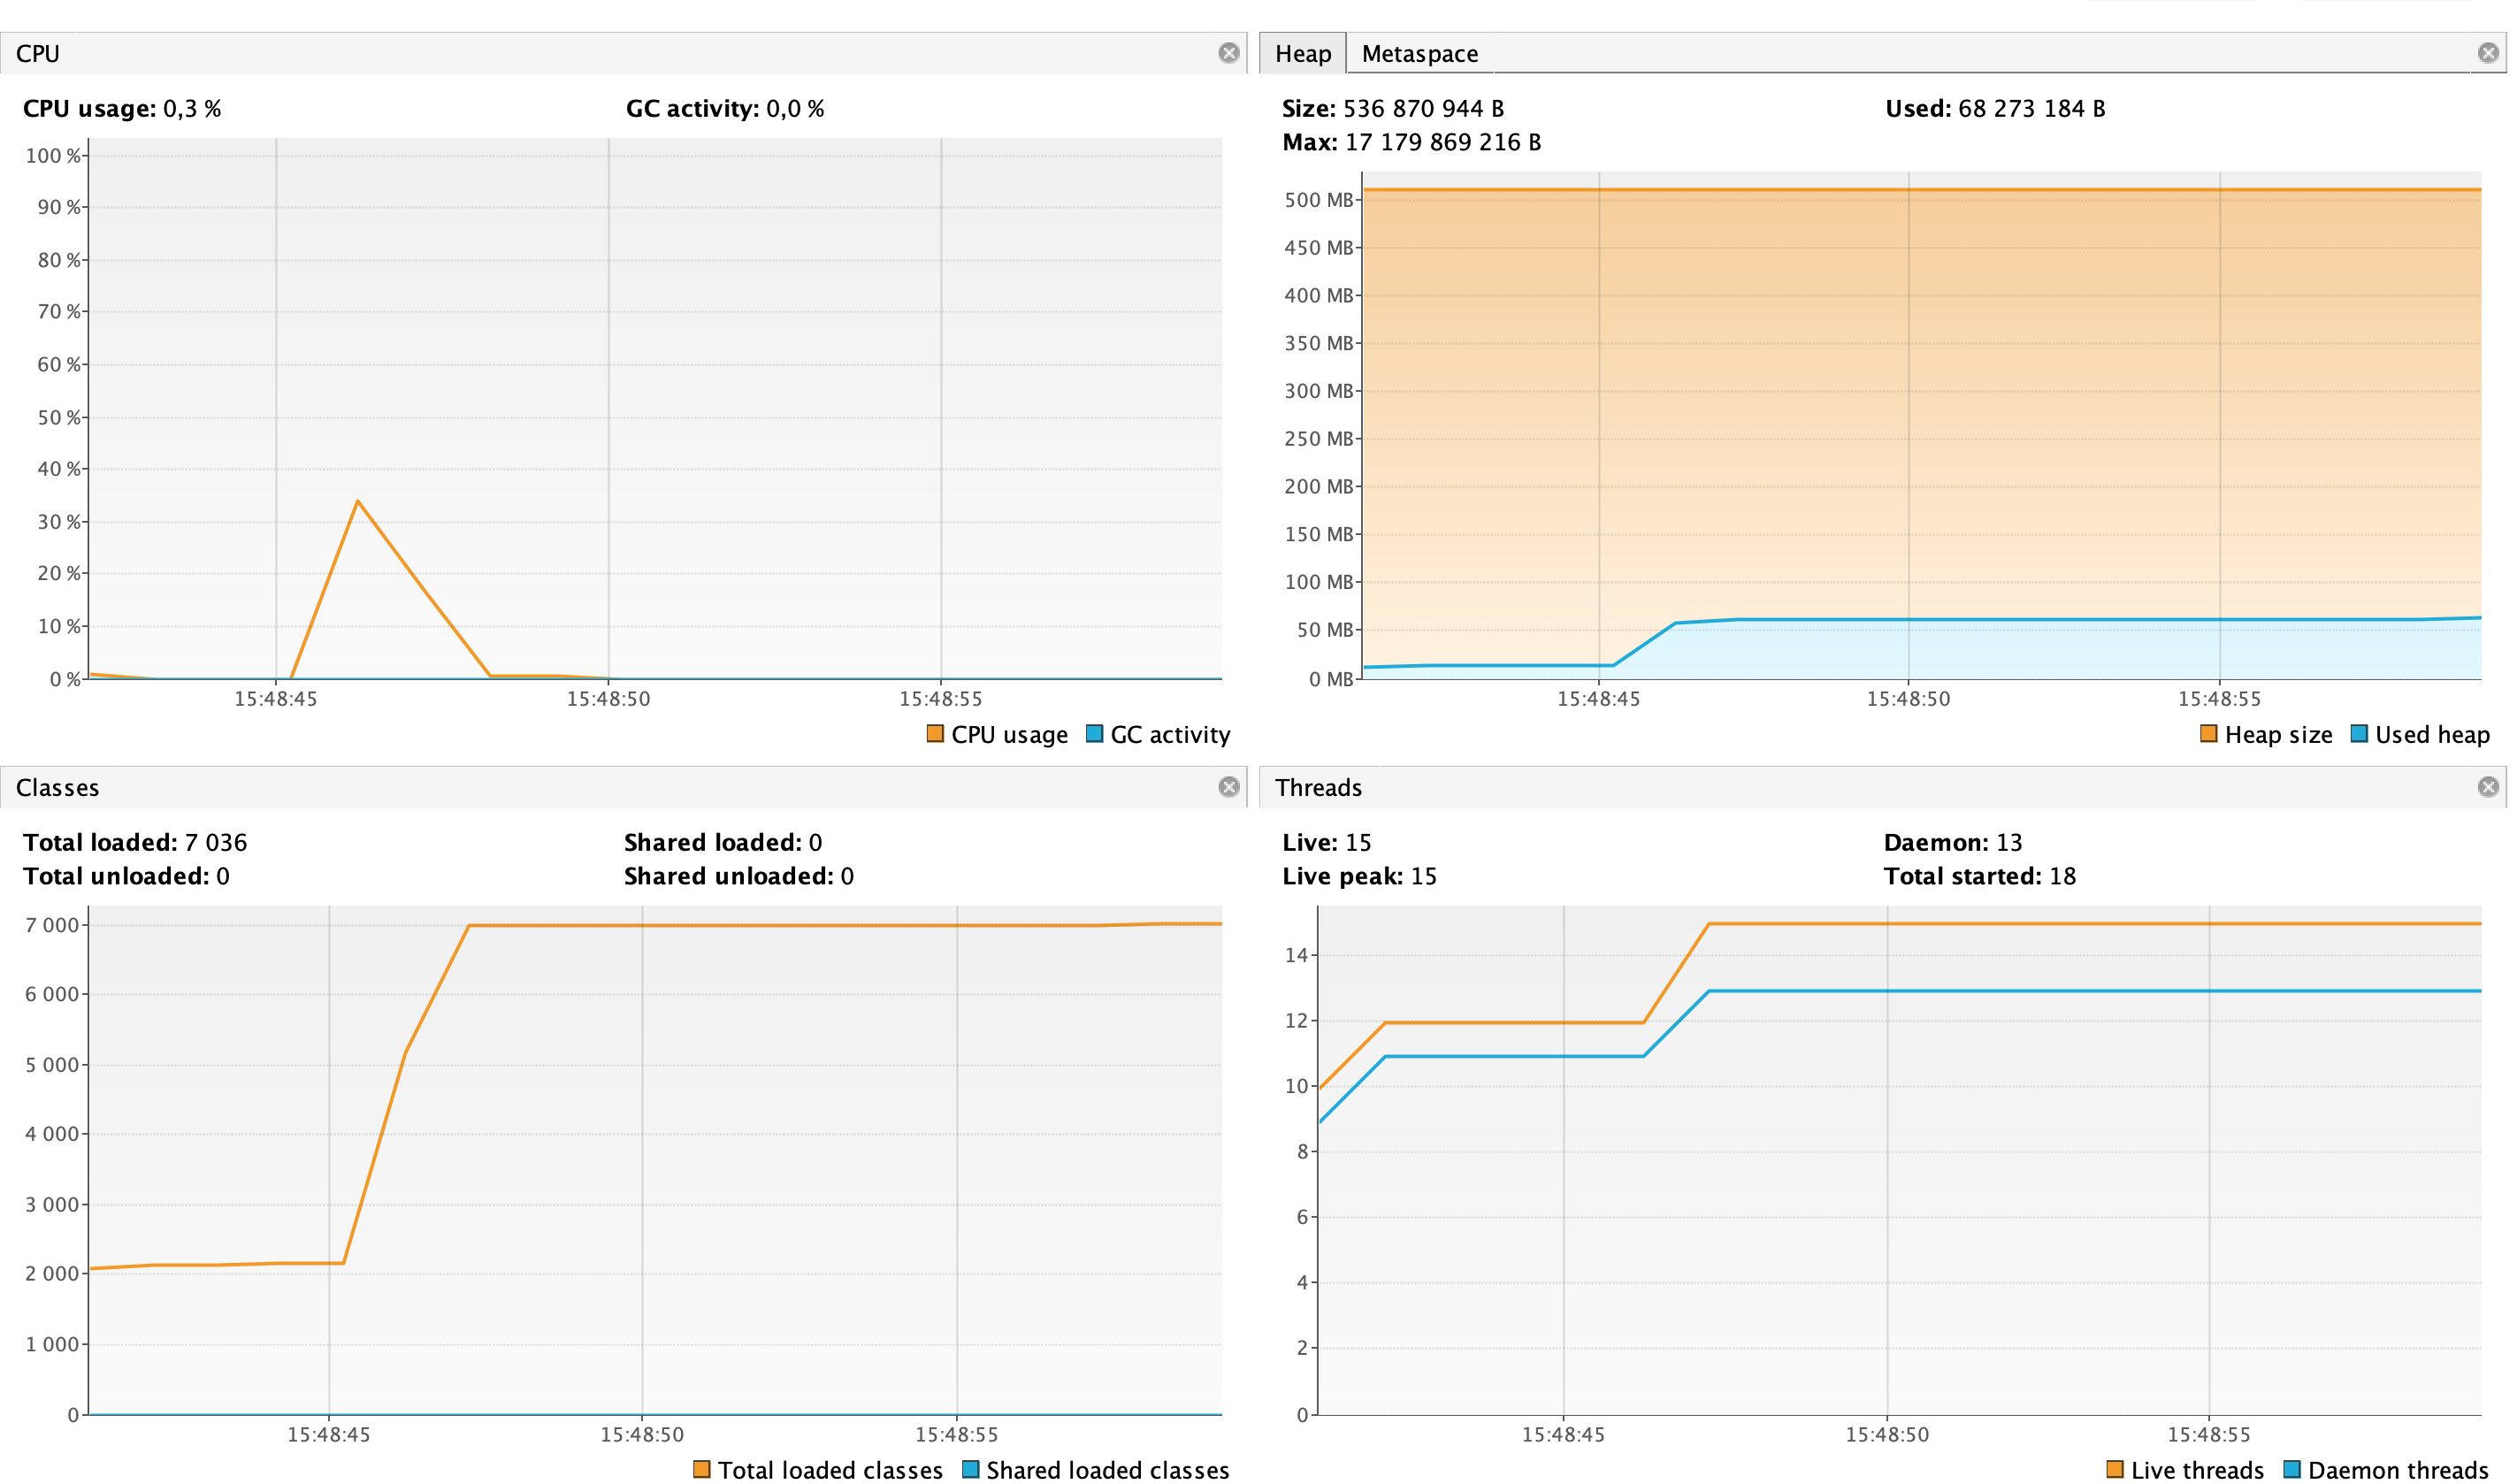 CPU
CPU usage: 0,3 %
GC activity: 0,0 %
100 %
90 %
80 %
70 %
60 %
50 %
40 %
30 %
20 %
10 %
0 %
15:48:45
15:48:50
15:48:55
CPU usage
GC activity
Heap
Metaspace
Size: 536 870 944 B
Used: 68 273 184 B
Max: 17 179 869 216 B
500 MB
450 MB
400 MB
350 MB
300 MB
250 MB
200 MB
150 MB
100 MB
50 MB
0 MB
15:48:45
15:48:50
15:48:55
Heap size
Used heap
Classes
Total loaded: 7 036
Shared loaded: 0
Total unloaded: 0
Shared unloaded: 0
7 000
6 000
5 000
4 000
3 000
2 000
1 000
0
15:48:45
15:48:50
15:48:55
Total loaded classes
Shared loaded classes
Threads
Live: 15
Daemon: 13
Live peak: 15
Total started: 18
14
12
10
8
6
4
2
0
15:48:45
15:48:50
15:48:55
Live threads
Daemon threads